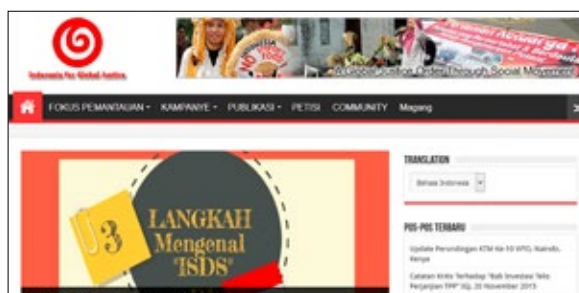 Indonesia for Global Justice
INDONESIA
NO
A Global Justice Order Through Social Movement
FOKUS PEMANTAUAN KAMPANYE PUBLIKASI PETISI COMMUNITY Magang
3
LANGKAH
Mengenal
"ISDS"
TRANSLATION
Bahasa Indonesia
POS-POS TERBARU
Update Perundingan KTM Ke-10 WTO, Nairobi,
Kenya
Catatan Kritis Terhadap "Bab Investasi Teks
Perjanjian TPP" IGJ, 20 November 2015